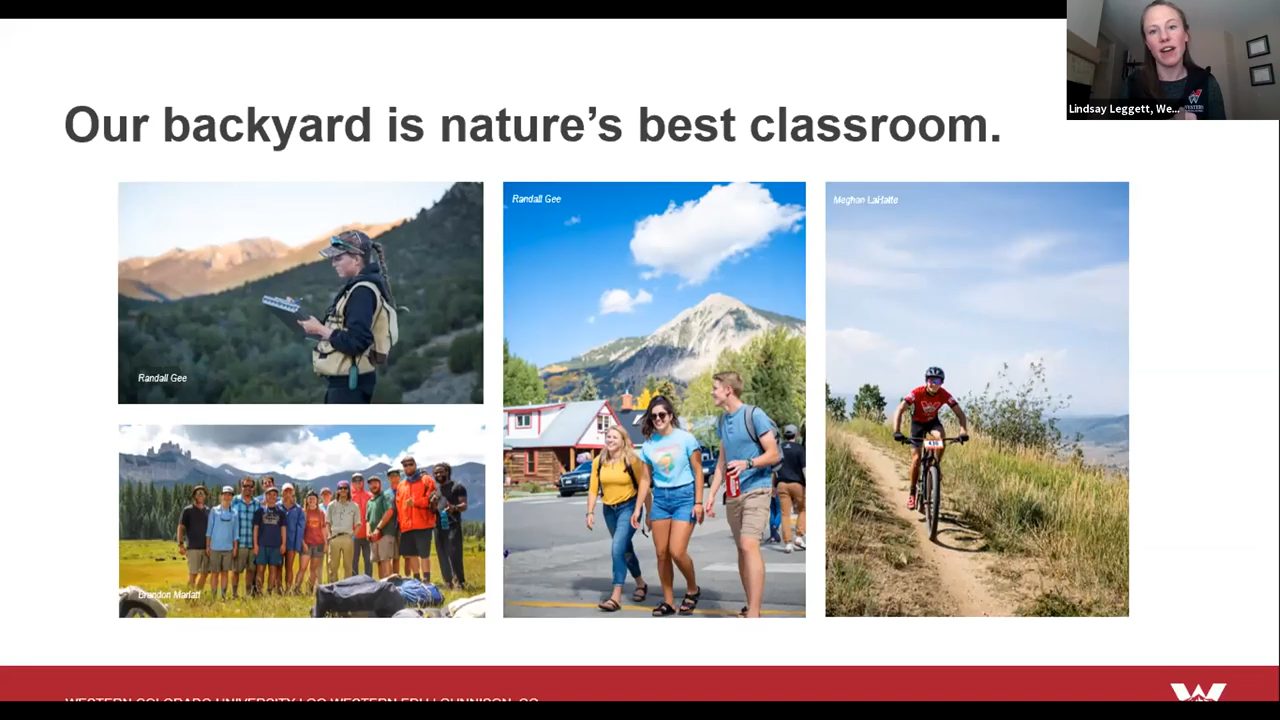 Lindsay Leggett, We...
Our backyard is nature's best classroom.
Randall Gee
Randall Gee
Meghan LaHatte
Brandon Marlatt
WESTERN COLORADO UNIVERSITY | GO.WESTERN.EDU | GUNNISON, CO
W